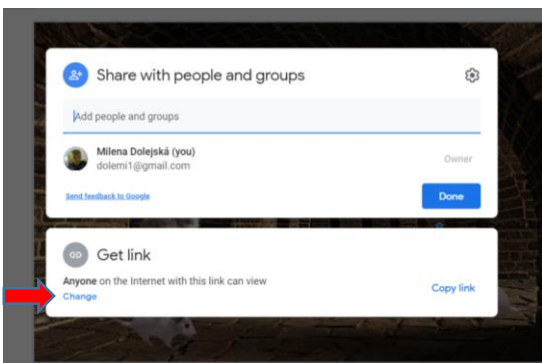 Share with people and groups
Add people and groups
Milena Dolejská (you)
dolemi1@gmail.com
Owner
Send feedback to Google
Done
Get link
Anyone on the Internet with this link can view
Change
Copy link